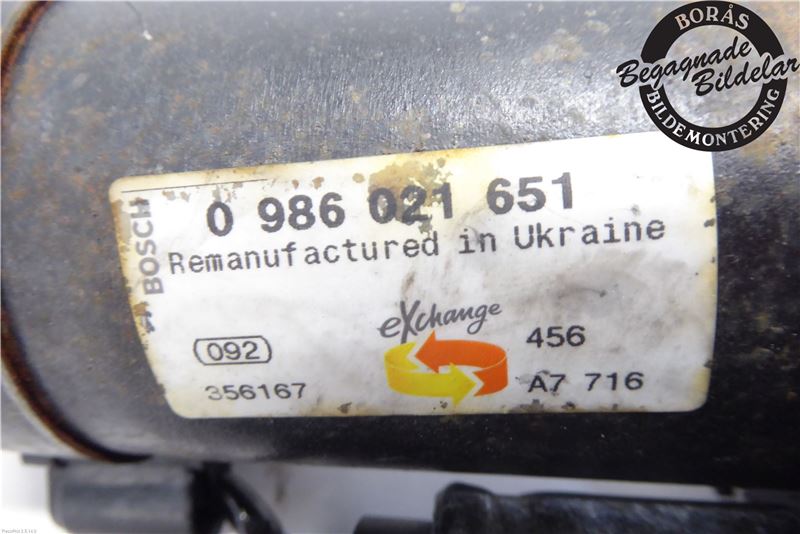 BORÅS
Begagnade
Bildelar
BILDEMONTERING
BOSCH
0 986 021 651
Remanufactured in Ukraine
eXchange
092
456
356167
A7 716